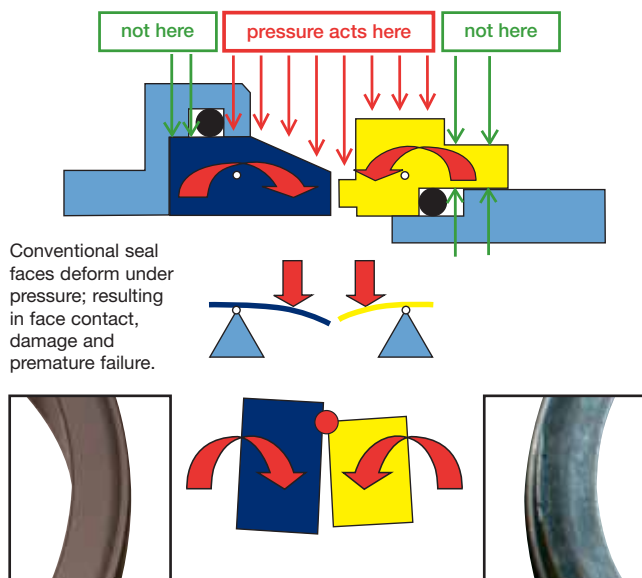 not here
pressure acts here
not here
Conventional seal
faces deform under
pressure; resulting
in face contact,
damage and
premature failure.